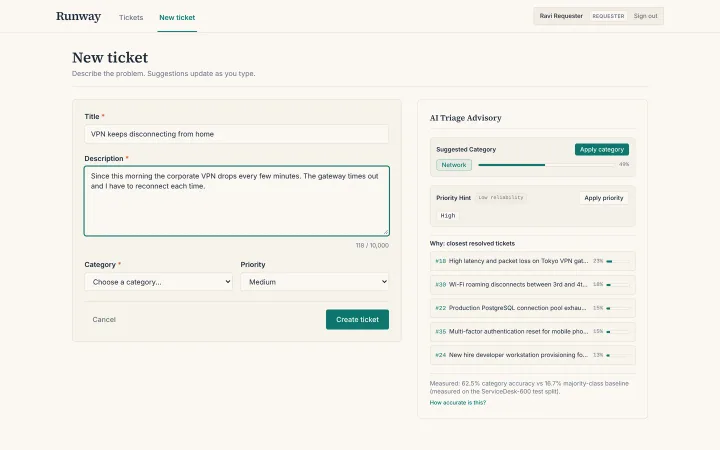 Runway
Tickets
New ticket
Ravi Requester
REQUESTER
Sign out
New ticket
Describe the problem. Suggestions update as you type.
Title *
VPN keeps disconnecting from home
Description *
Since this morning the corporate VPN drops every few minutes. The gateway times out
and I have to reconnect each time.
118 / 10,000
Category *
Priority
Choose a category...
Medium
Cancel
Create ticket
AI Triage Advisory
Suggested Category
Apply category
Network
49%
Priority Hint
Low reliability
Apply priority
High
Why: closest resolved tickets
#18 High latency and packet loss on Tokyo VPN gat... 23%
#30 Wi-Fi roaming disconnects between 3rd and 4t... 18%
#22 Production PostgreSQL connection pool exhau... 15%
#35 Multi-factor authentication reset for mobile pho... 15%
#24 New hire developer workstation provisioning fo... 13%
Measured: 62.5% category accuracy vs 16.7% majority-class baseline
(measured on the ServiceDesk-600 test split).
How accurate is this?